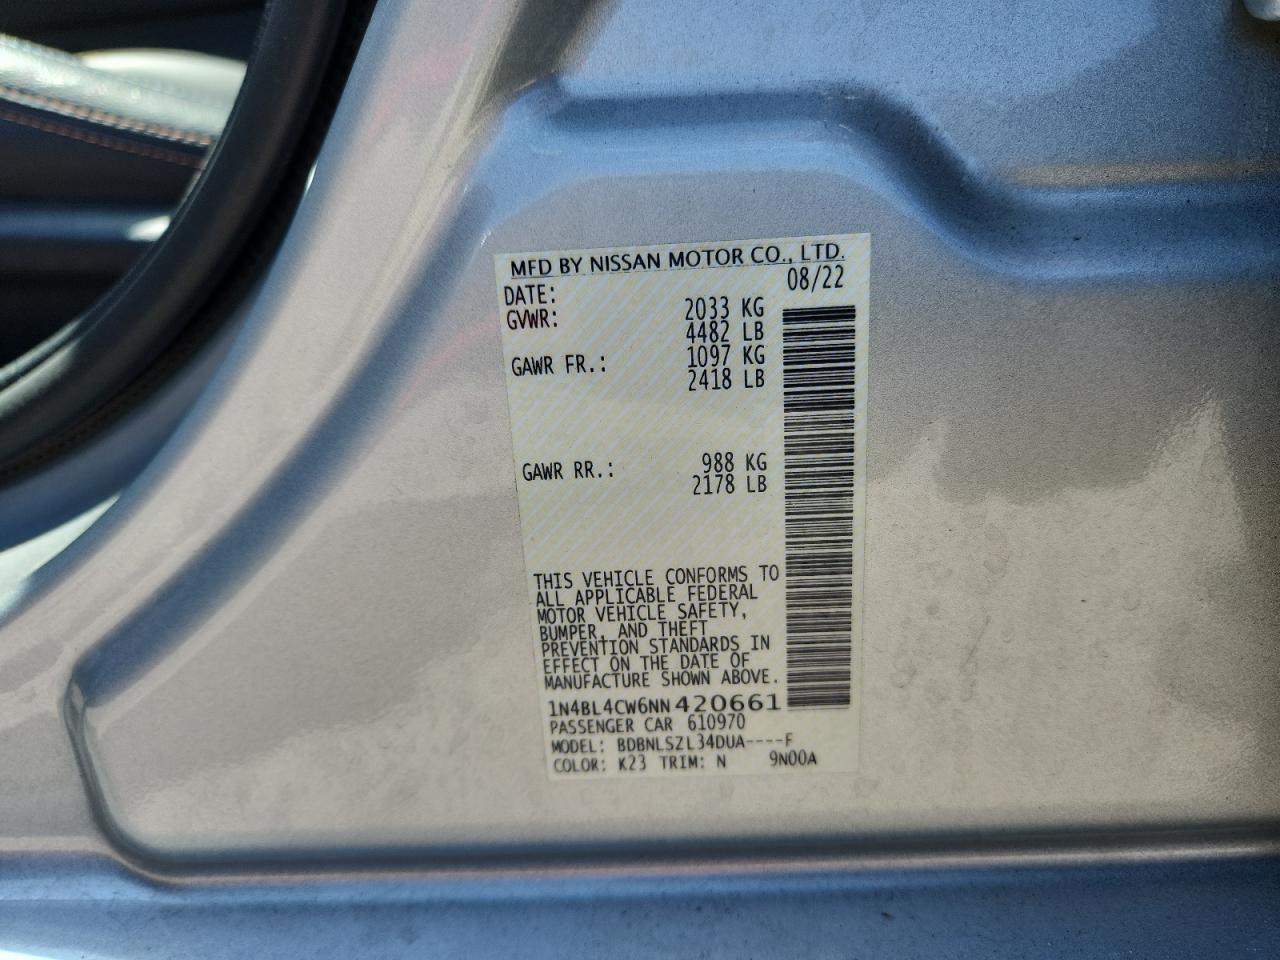 MFD BY NISSAN MOTOR CO., LTD.
DATE: 08/22
GVWR: 2033 KG
4482 LB
GAWR FR.: 1097 KG
2418 LB
GAWR RR.: 988 KG
2178 LB
THIS VEHICLE CONFORMS TO
ALL APPLICABLE FEDERAL
MOTOR VEHICLE SAFETY,
BUMPER, AND THEFT
PREVENTION STANDARDS IN
EFFECT ON THE DATE OF
MANUFACTURE SHOWN ABOVE.
1N4BL4CW6NN420661
PASSENGER CAR 610970
MODEL: BDBNLSZL34DUA----F
COLOR: K23 TRIM: N 9N00A